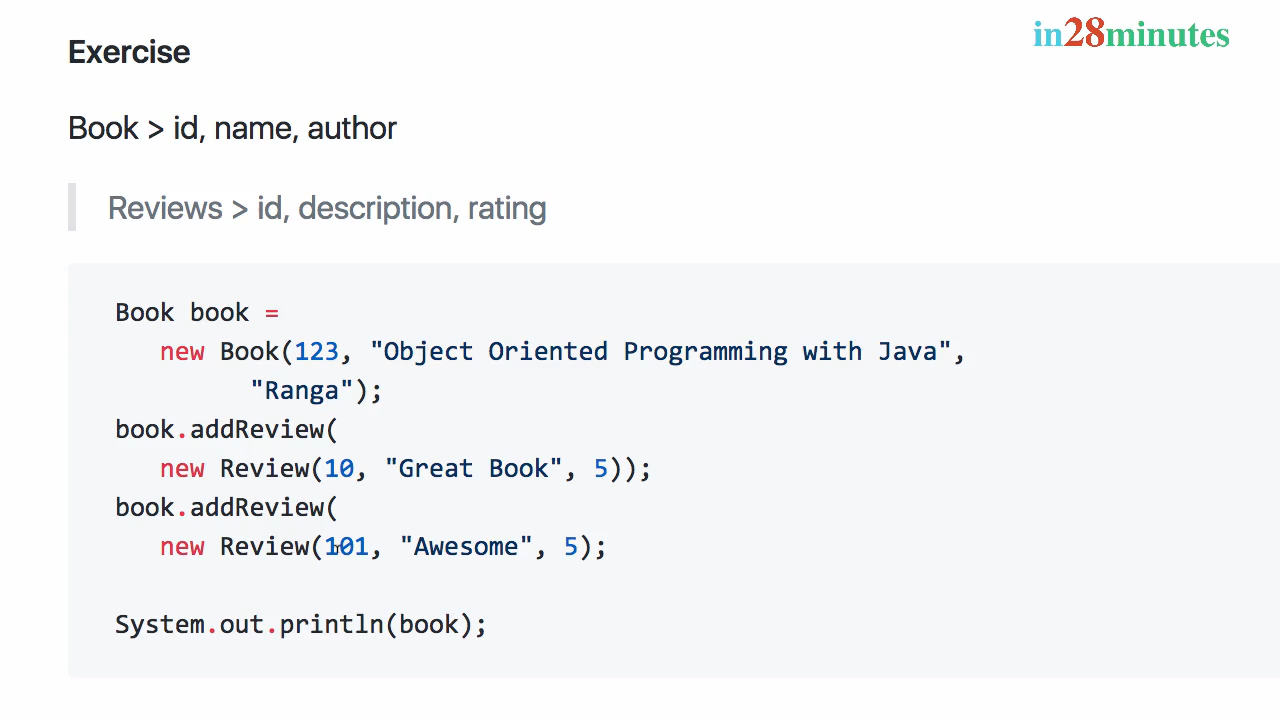 Exercise
in28minutes
Book > id, name, author
Reviews > id, description, rating
Book book =
new Book(123, "Object Oriented Programming with Java",
"Ranga");
book.addReview(
new Review(10, "Great Book", 5));
book.addReview(
new Review(101, "Awesome", 5);
System.out.println(book);